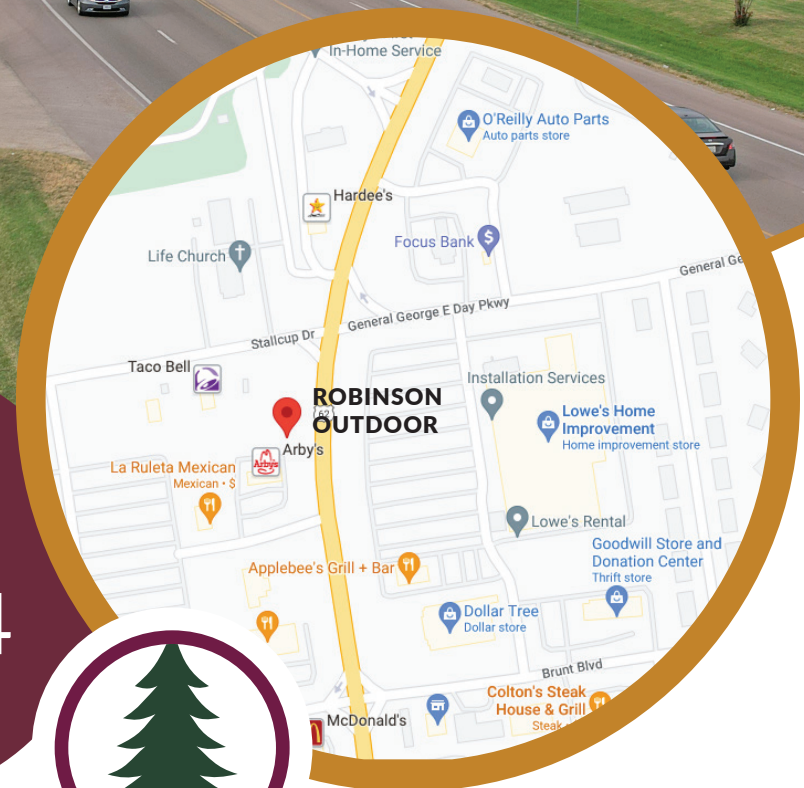 In-Home Service
O'Reilly Auto Parts
Auto parts store
Hardee's
Focus Bank
Life Church
General Ge
General George E Day Pkwy
Stallcup Dr
Taco Bell
Installation Services
ROBINSON
OUTDOOR
62
Lowe's Home
Improvement
Home improvement store
Arby's
Arby's
La Ruleta Mexican
Mexican • $
Lowe's Rental
Goodwill Store and
Donation Center
Thrift store
Applebee's Grill + Bar
Dollar Tree
Dollar store
4
Brunt Blvd
Colton's Steak
House & Grill
Steak
McDonald's